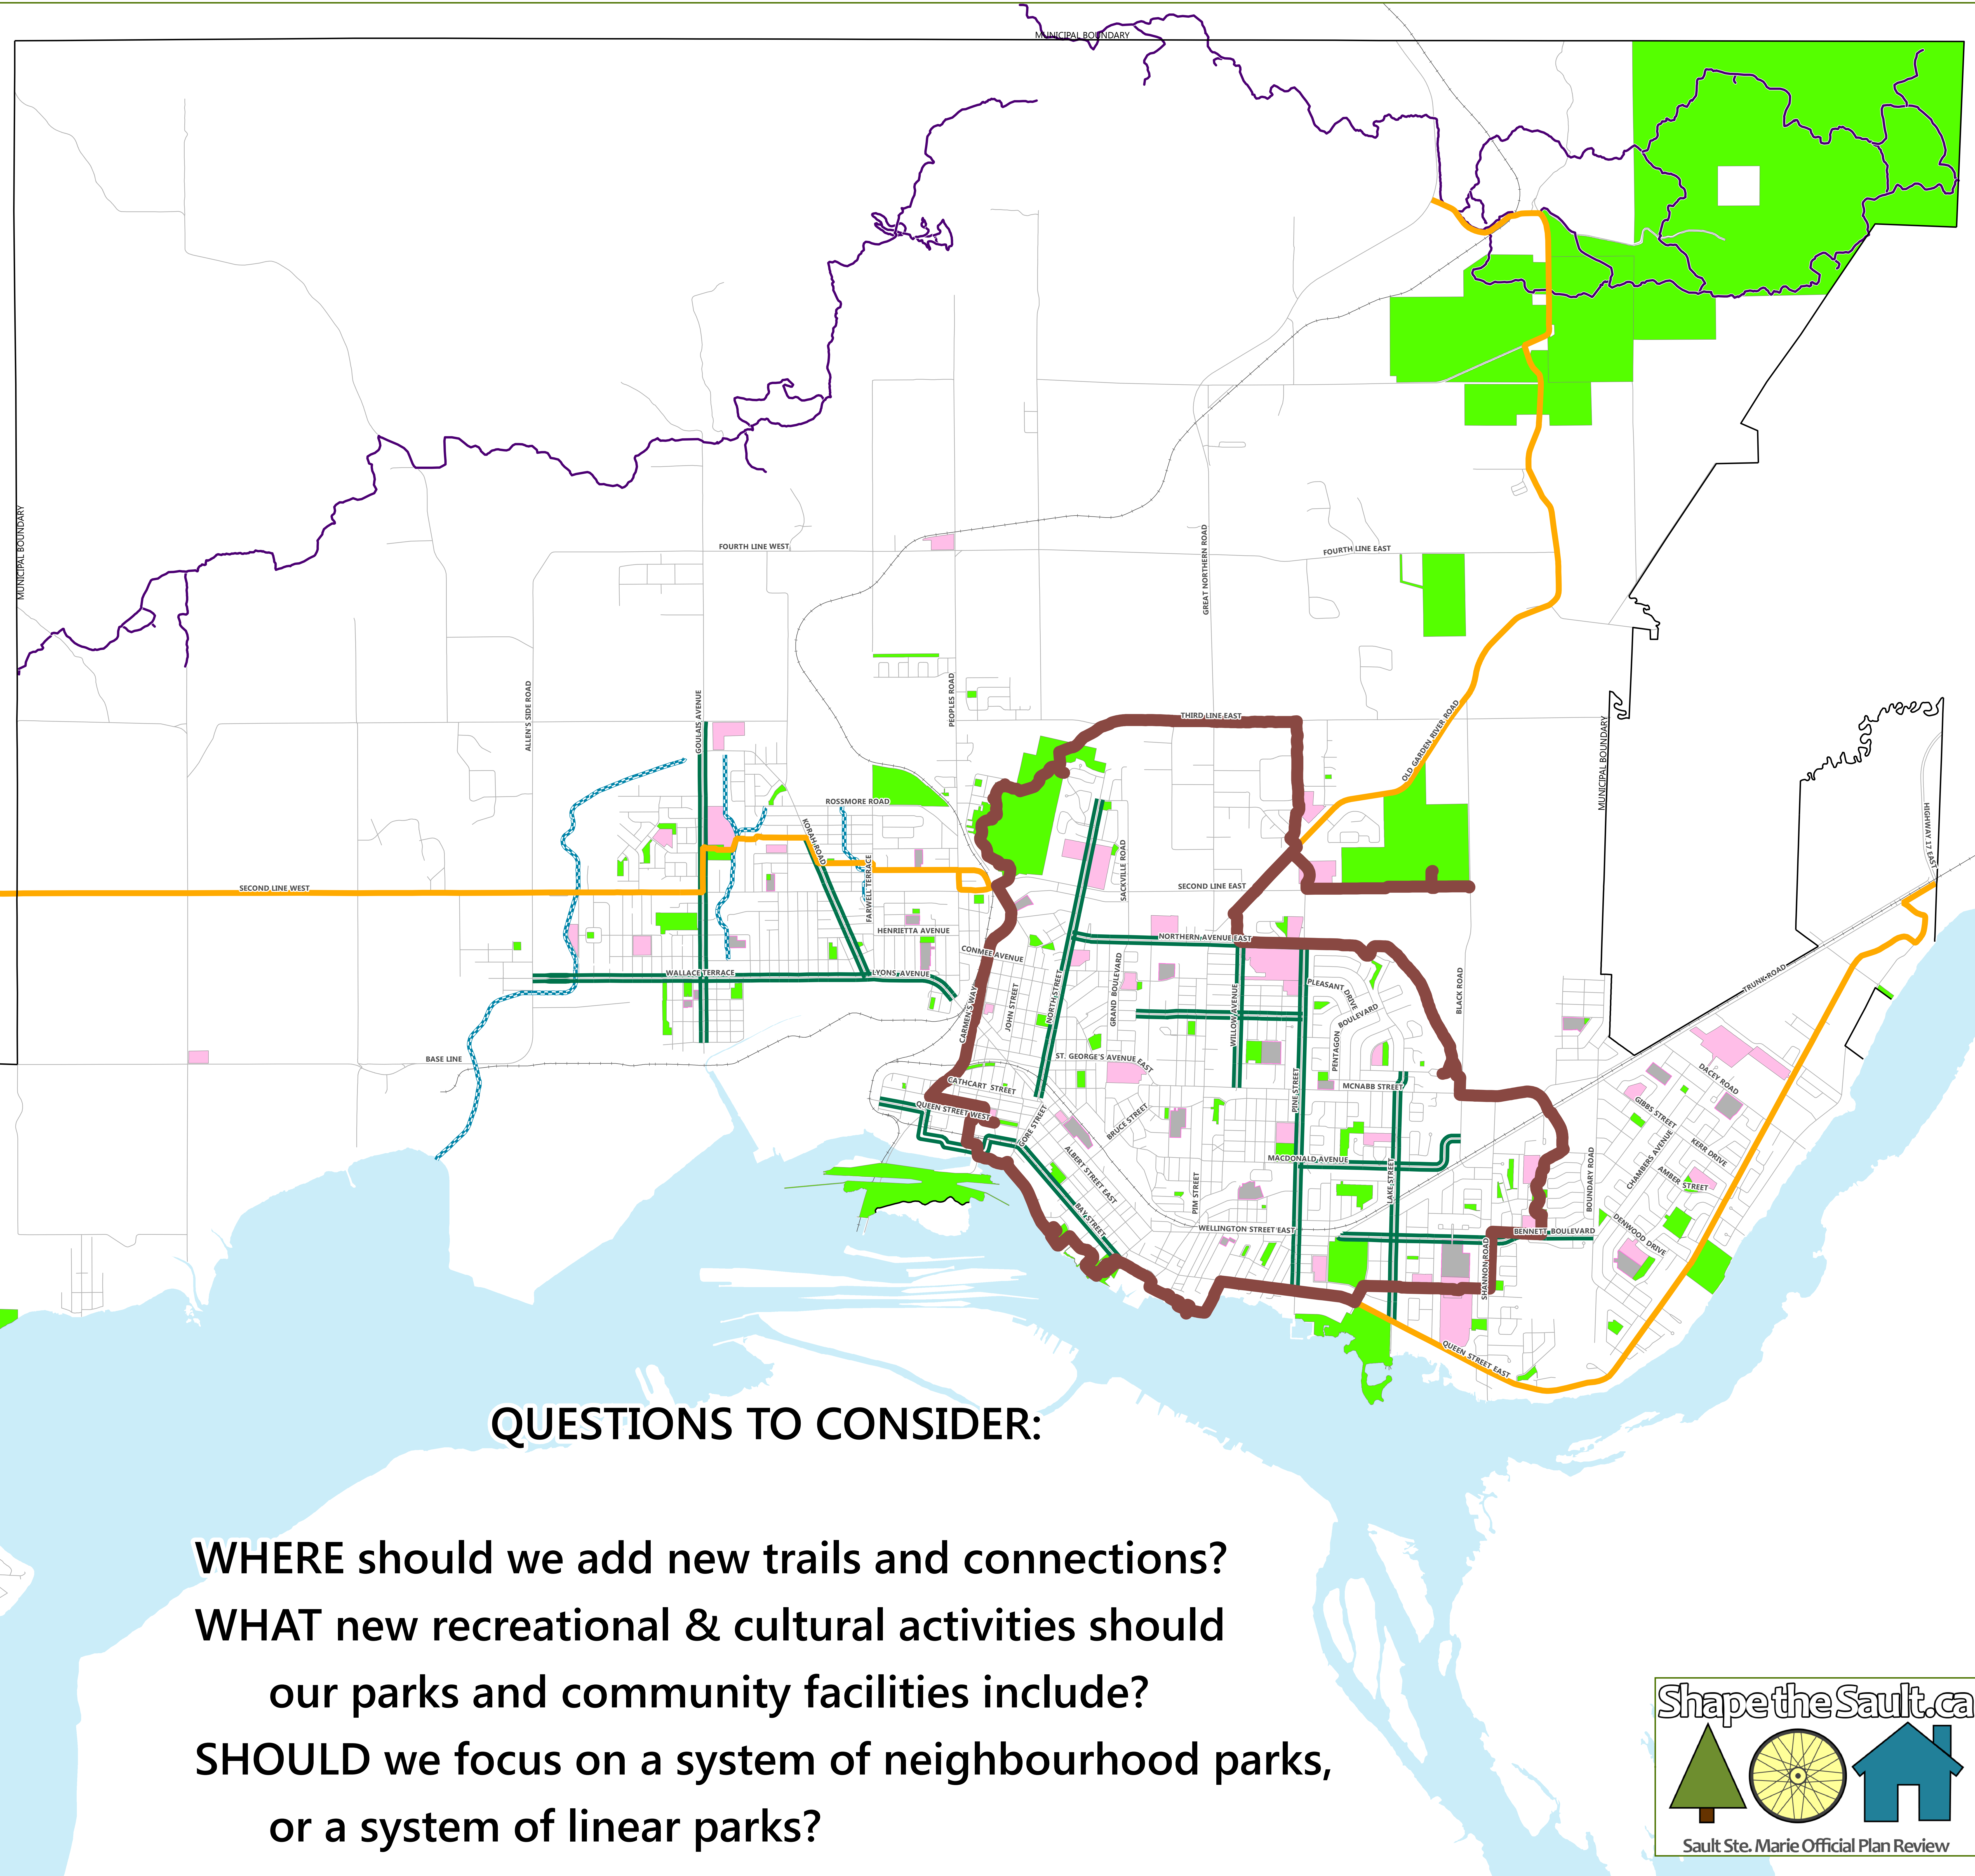 MUNICIPAL BOUNDARY
MUNICIPAL BOUNDARY
FOURTH LINE WEST
FOURTH LINE EAST
GREAT NORTHERN ROAD
ALLEN'S SIDE ROAD
GOULAIS AVENUE
PEOPLES ROAD
THIRD LINE EAST
OLD GARDEN RIVER ROAD
MUNICIPAL BOUNDARY
HIGHWAY 17 EAST
ROSSMORE ROAD
KORAH ROAD
FARWELL TERRACE
SACKVILLE ROAD
SECOND LINE WEST
SECOND LINE EAST
HENRIETTA AVENUE
CONMEE AVENUE
NORTHERN AVENUE EAST
WALLACE TERRACE
LYONS AVENUE
CARMEN'S WAY
JOHN STREET
NORTH STREET
GRAND BOULEVARD
WILLOW AVENUE
PLEASANT DRIVE
BLACK ROAD
TRUNK ROAD
PENTAGON BOULEVARD
BASE LINE
ST. GEORGE'S AVENUE EAST
CATHCART STREET
MCNABB STREET
PINE STREET
DACEY ROAD
QUEEN STREET WEST
GORE STREET
BRUCE STREET
GIBBS STREET
CHAMBERS AVENUE
KERR DRIVE
ALBERT STREET EAST
MACDONALD AVENUE
LAKE STREET
PIM STREET
BOUNDARY ROAD
AMBER STREET
BAY STREET
WELLINGTON STREET EAST
BENNETT BOULEVARD
DENWOOD DRIVE
SHANNON ROAD
QUEEN STREET EAST
QUESTIONS TO CONSIDER:
WHERE should we add new trails and connections?
WHAT new recreational & cultural activities should
our parks and community facilities include?
SHOULD we focus on a system of neighbourhood parks,
or a system of linear parks?
Shape the Sault.ca
Sault Ste. Marie Official Plan Review